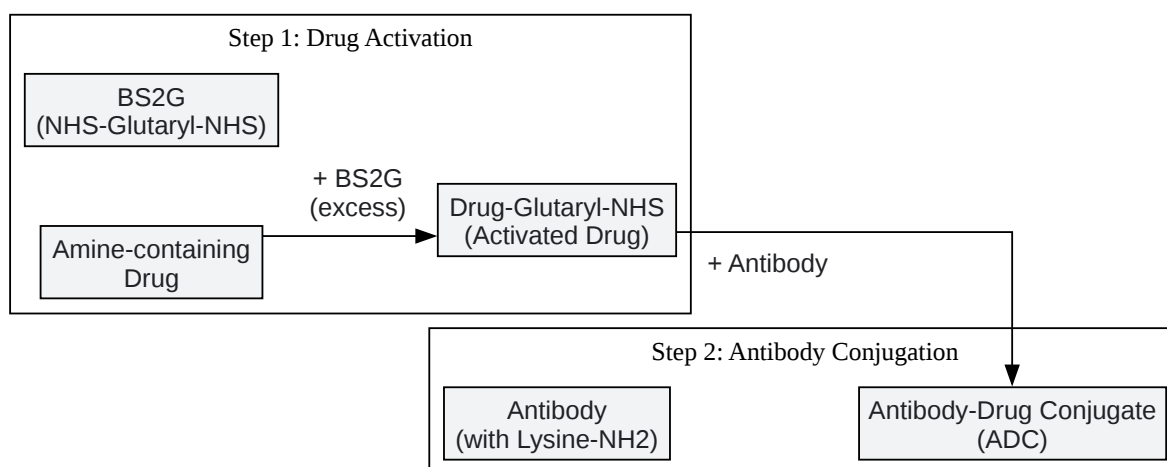 Step 1: Drug Activation
BS2G
(NHS-Glutaryl-NHS)
+ BS2G
(excess)
Drug-Glutaryl-NHS
(Activated Drug)
Amine-containing
Drug
+ Antibody
Step 2: Antibody Conjugation
Antibody
(with Lysine-NH2)
Antibody-Drug Conjugate
(ADC)